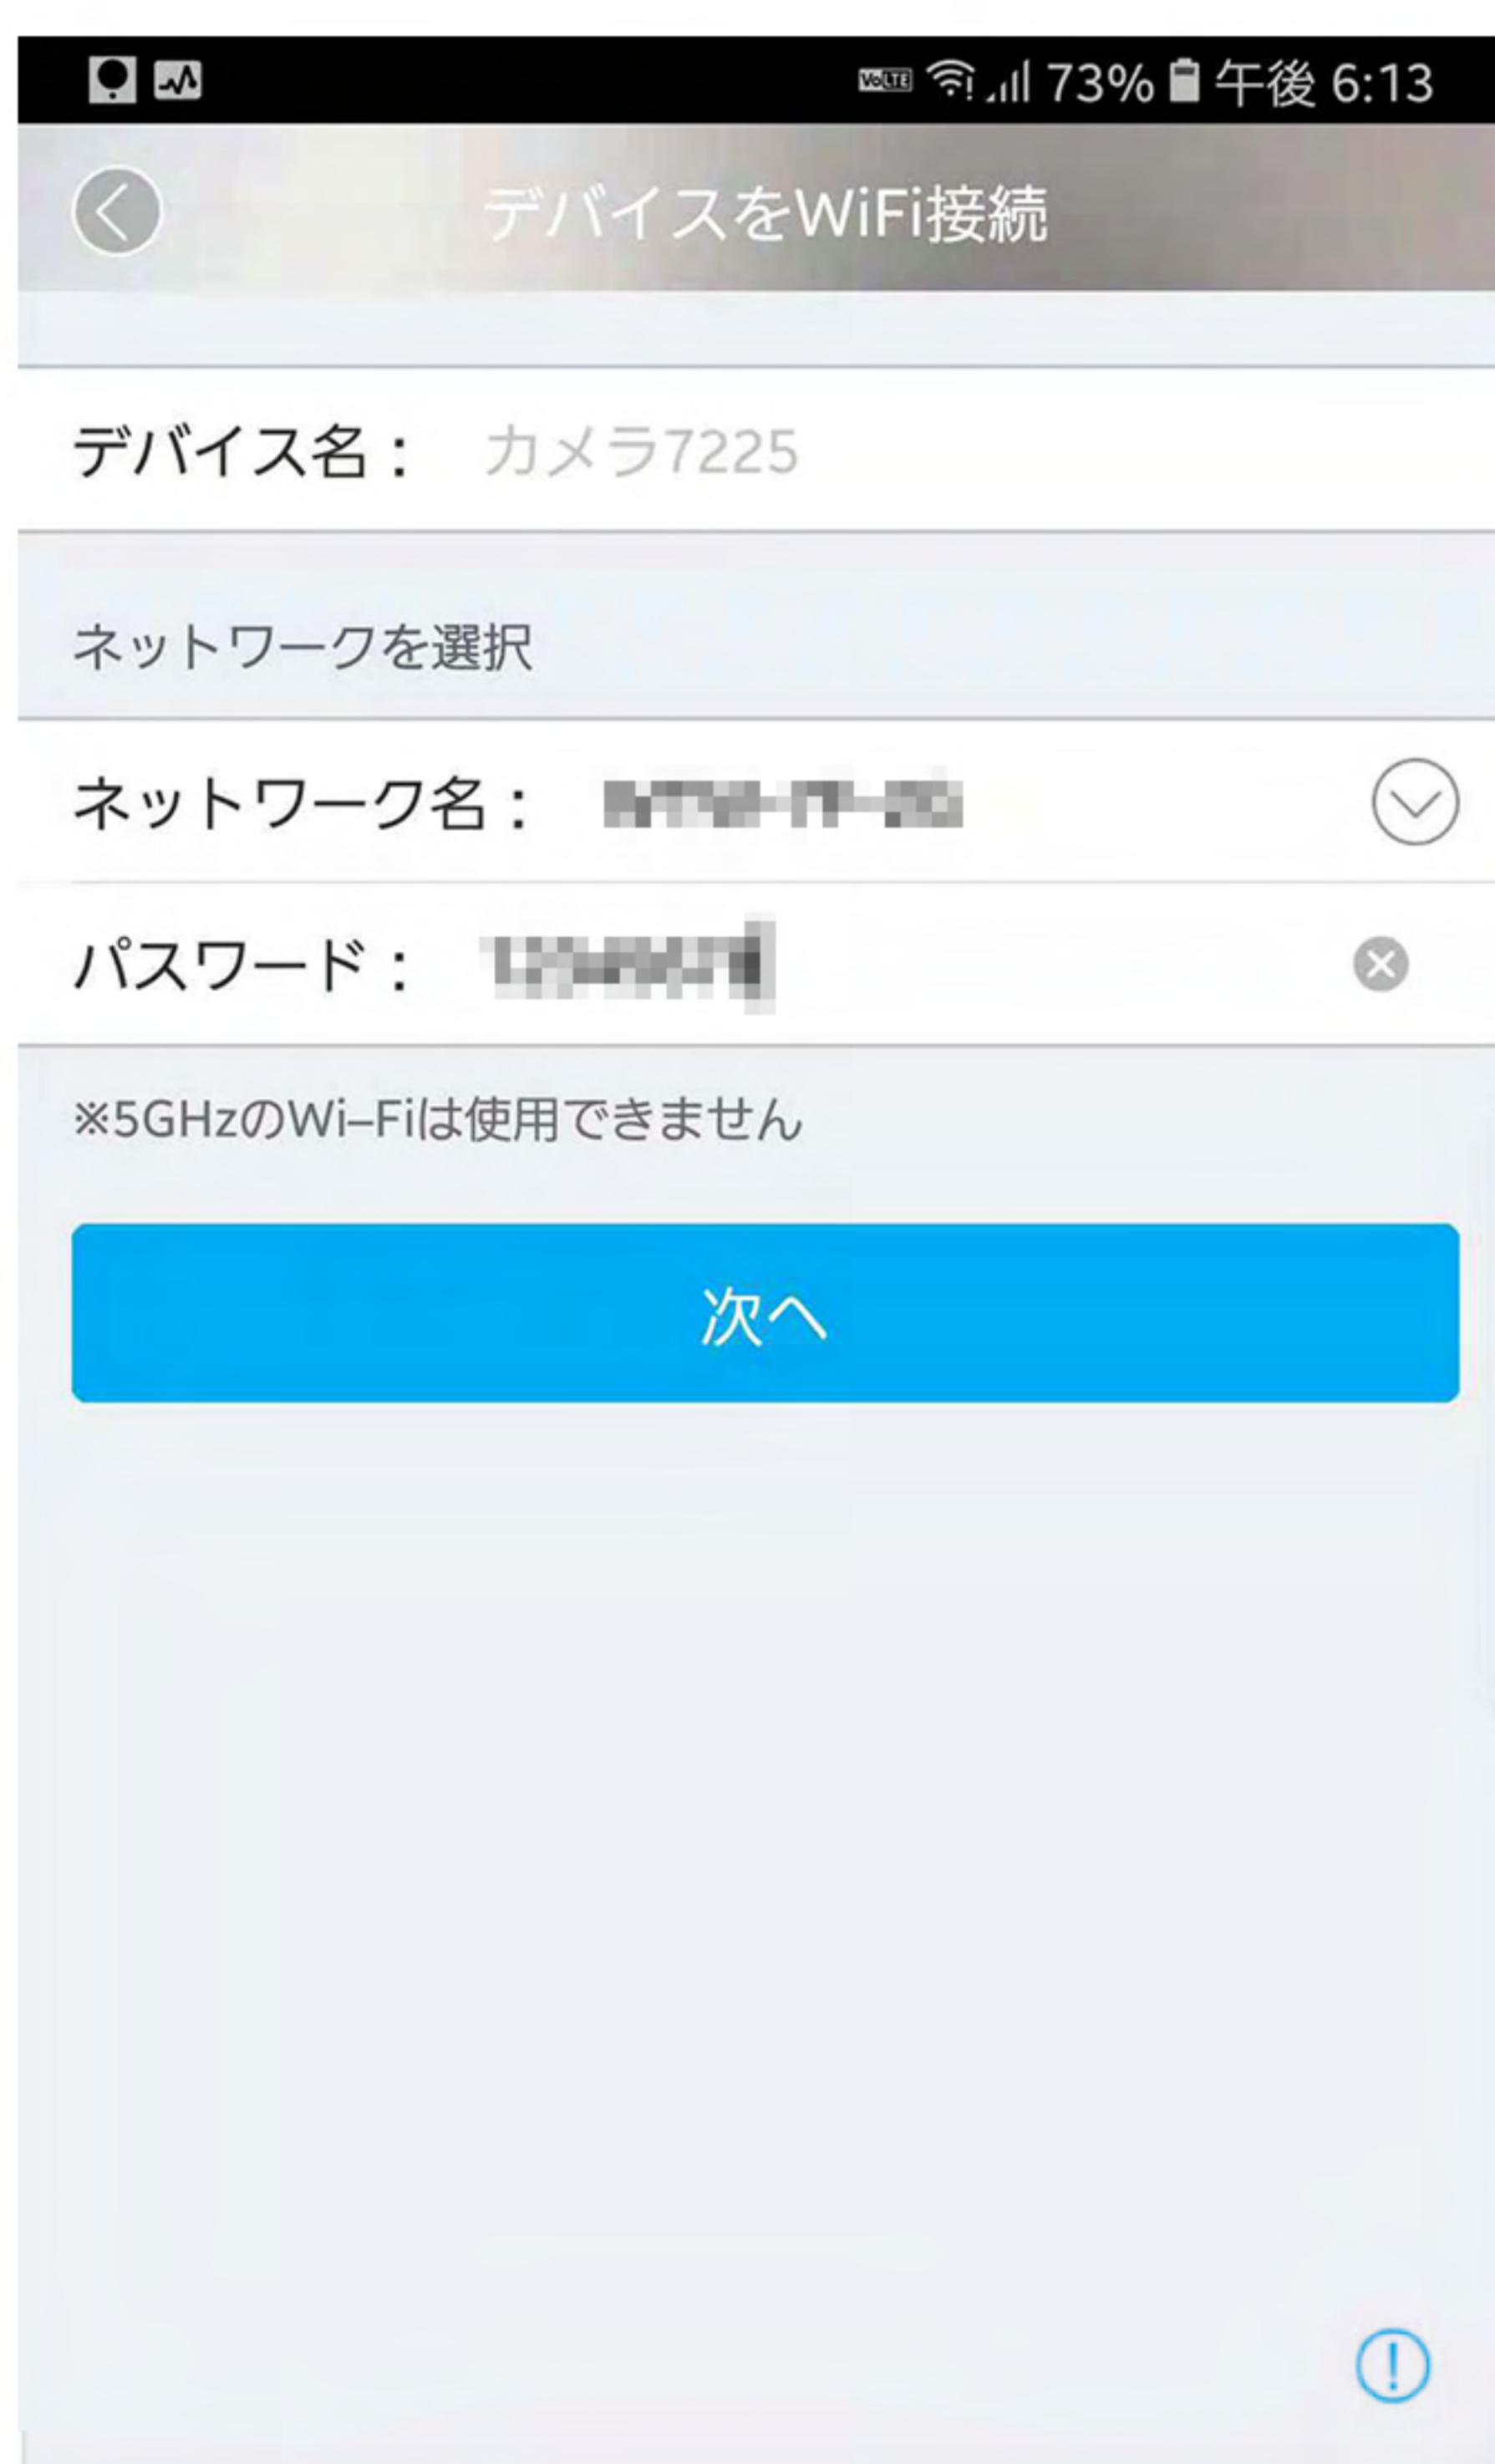 VoLTE 73% 午後 6:13
デバイスをWiFi接続
デバイス名： カメラ7225
ネットワークを選択
ネットワーク名：
パスワード：
※5GHzのWi–Fiは使用できません
次へ